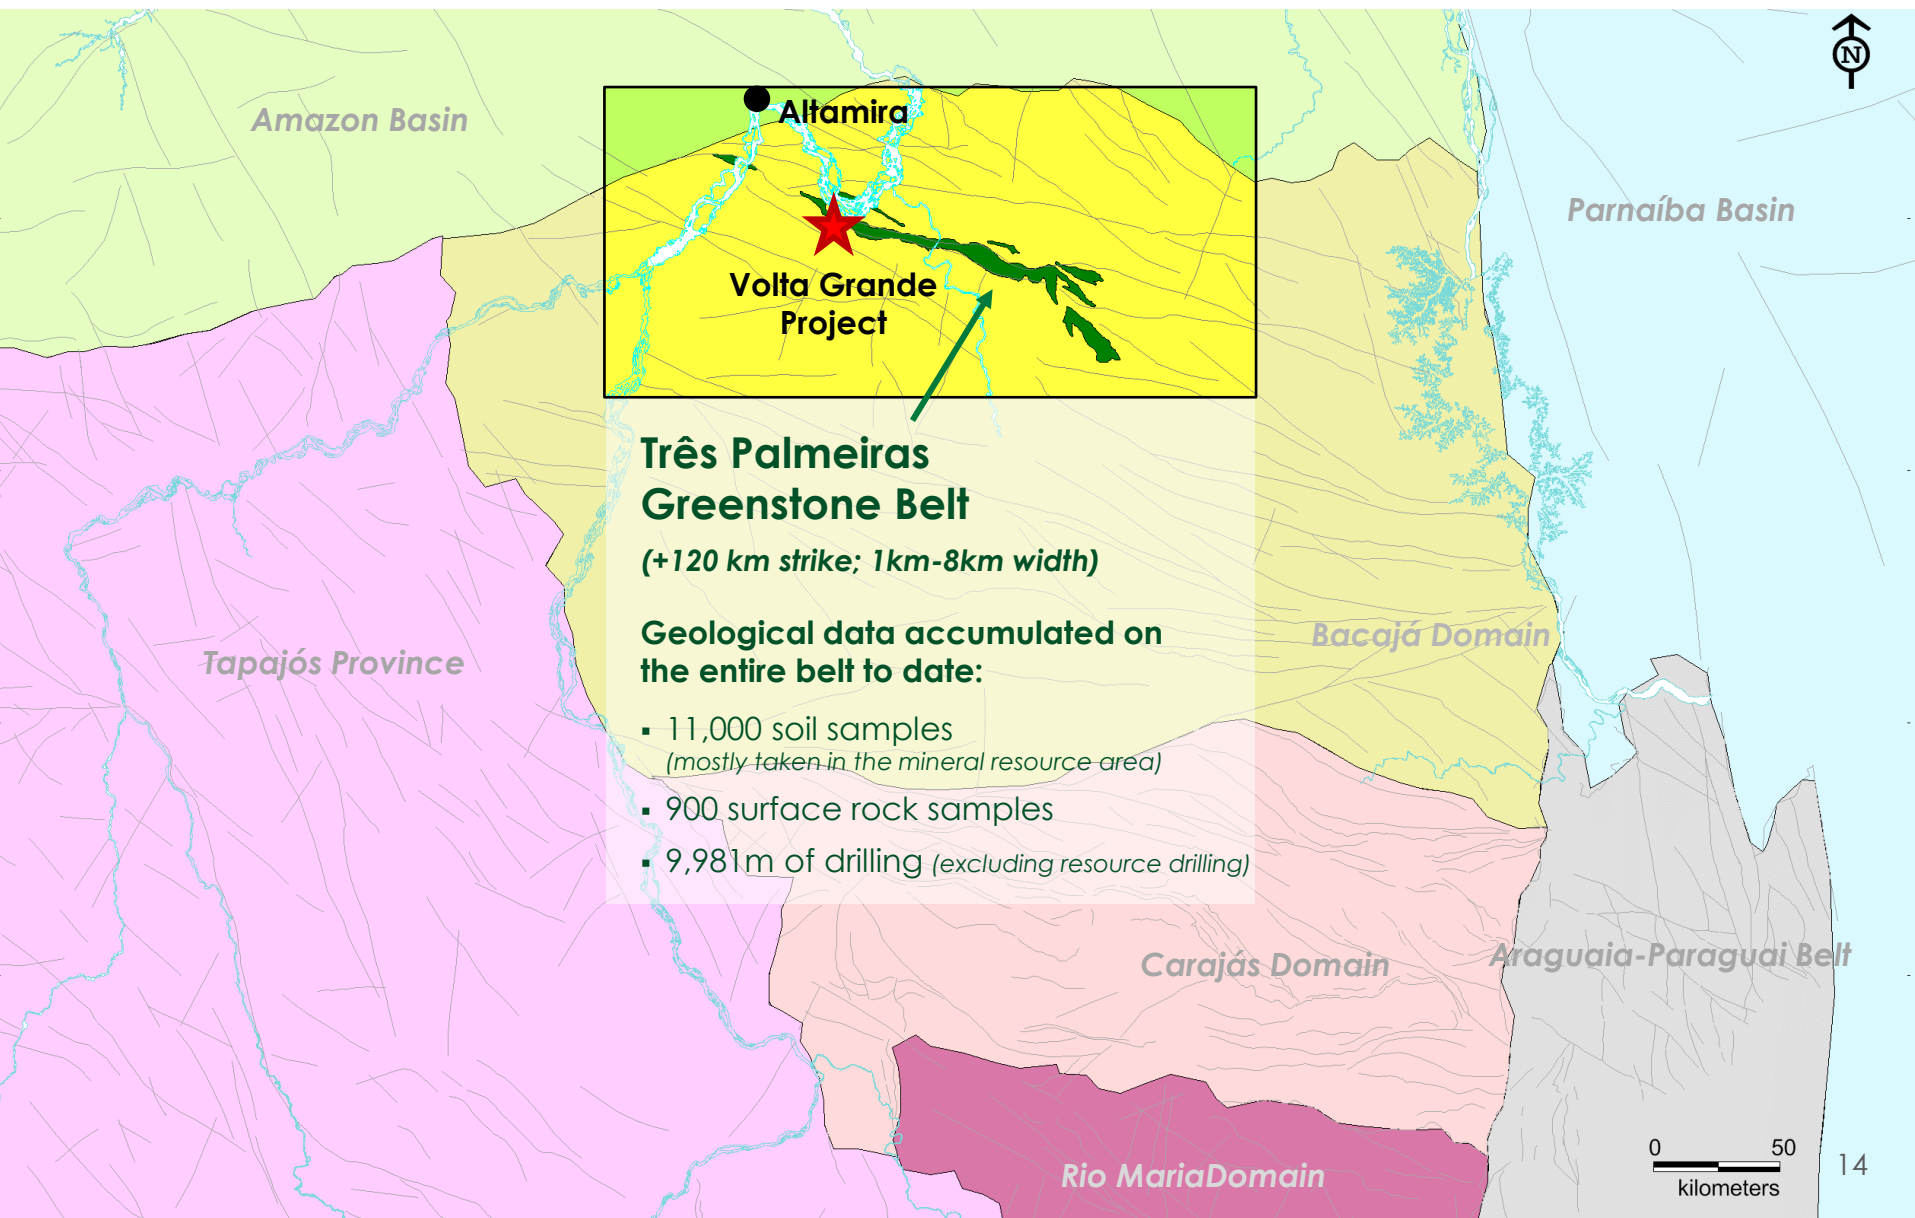 N
Amazon Basin
Altamira
Parnaíba Basin
Volta Grande
Project
Três Palmeiras
Greenstone Belt
(+120 km strike; 1km-8km width)
Geological data accumulated on
the entire belt to date:
▪ 11,000 soil samples
(mostly taken in the mineral resource area)
▪ 900 surface rock samples
▪ 9,981m of drilling (excluding resource drilling)
Bacajá Domain
Tapajós Province
Carajás Domain
Araguaia-Paraguai Belt
Rio MariaDomain
0 50
kilometers
14